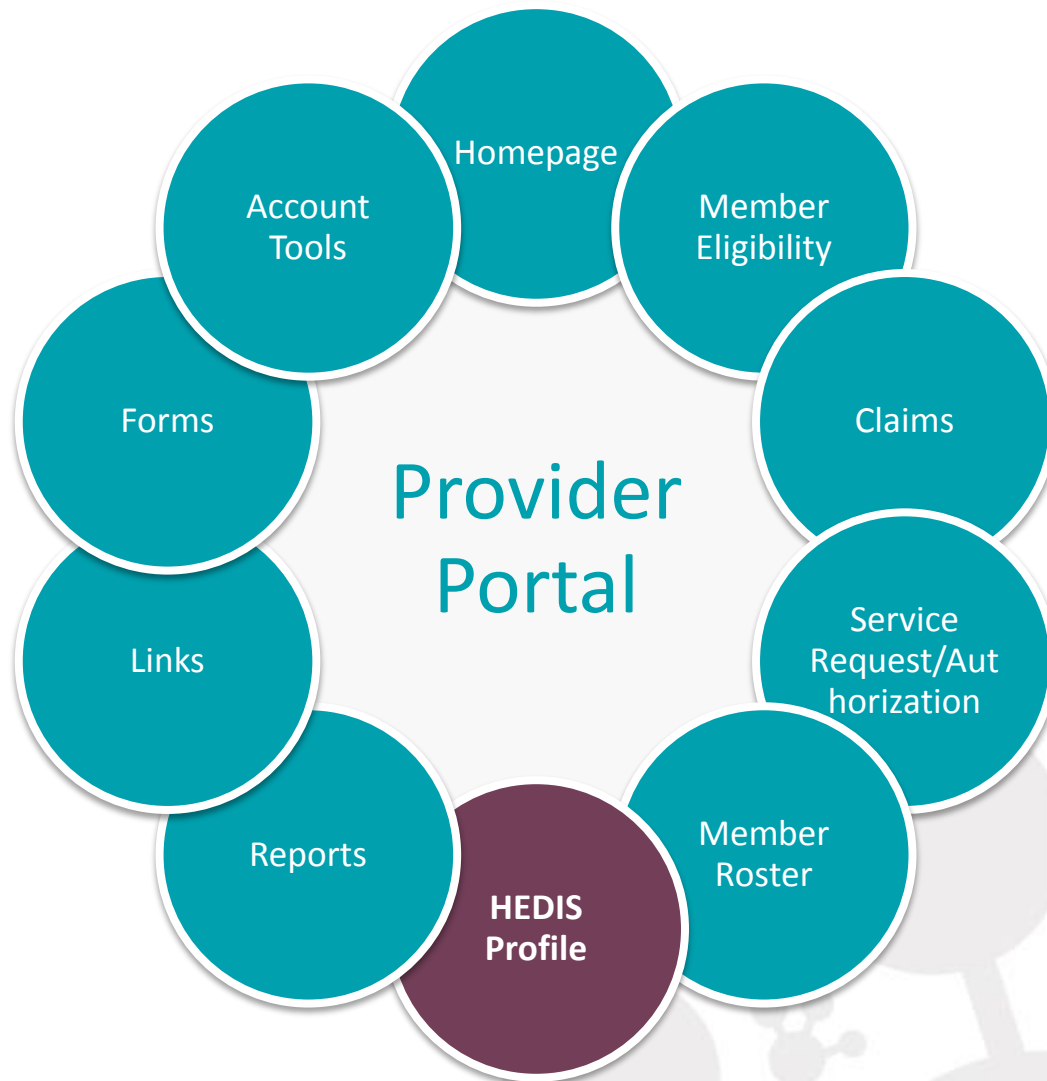 Homepage
Member
Eligibility
Claims
Service
Request/Aut
horization
Member
Roster
HEDIS
Profile
Reports
Links
Forms
Account
Tools
Provider
Portal